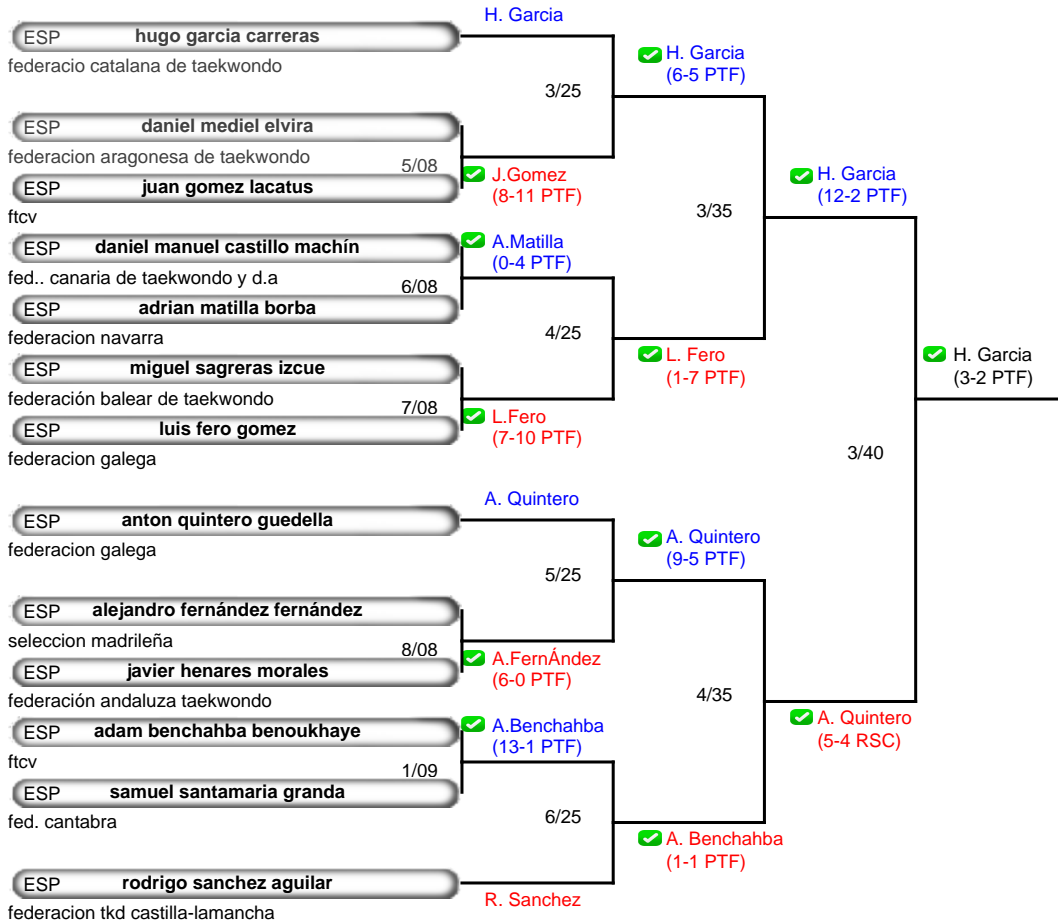 H. Garcia
ESP hugo garcia carreras
federacio catalana de taekwondo
H. Garcia
(6-5 PTF)
3/25
ESP daniel mediel elvira
federacion aragonesa de taekwondo
5/08
ESP juan gomez lacatus
ftcv
J.Gomez
(8-11 PTF)
H. Garcia
(12-2 PTF)
3/35
ESP daniel manuel castillo machín
fed.. canaria de taekwondo y d.a
A.Matilla
(0-4 PTF)
6/08
ESP adrian matilla borba
federacion navarra
4/25
ESP miguel sagreras izcue
federación balear de taekwondo
L. Fero
(1-7 PTF)
H. Garcia
(3-2 PTF)
7/08
ESP luis fero gomez
federacion galega
L.Fero
(7-10 PTF)
3/40
A. Quintero
ESP anton quintero guedella
federacion galega
A. Quintero
(9-5 PTF)
5/25
ESP alejandro fernández fernández
seleccion madrileña
8/08
ESP javier henares morales
federación andaluza taekwondo
A.FernÁndez
(6-0 PTF)
4/35
ESP adam benchahba benoukhaye
ftcv
A.Benchahba
(13-1 PTF)
A. Quintero
(5-4 RSC)
1/09
ESP samuel santamaria granda
fed. cantabra
6/25
A. Benchahba
(1-1 PTF)
ESP rodrigo sanchez aguilar
federacion tkd castilla-lamancha
R. Sanchez